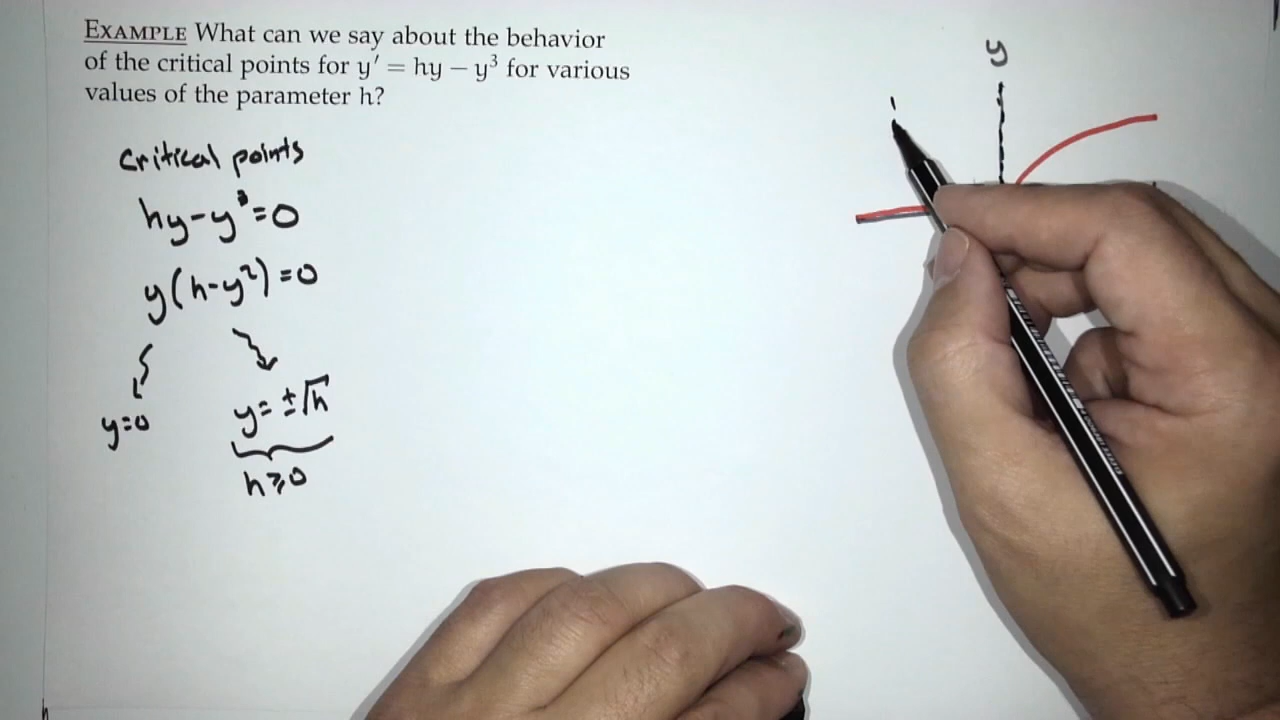 EXAMPLE What can we say about the behavior
of the critical points for y′ = hy − y³ for various
values of the parameter h?
critical points
hy-y³=0
y(h-y²)=0
y=0
y=±√h
h≥0
y